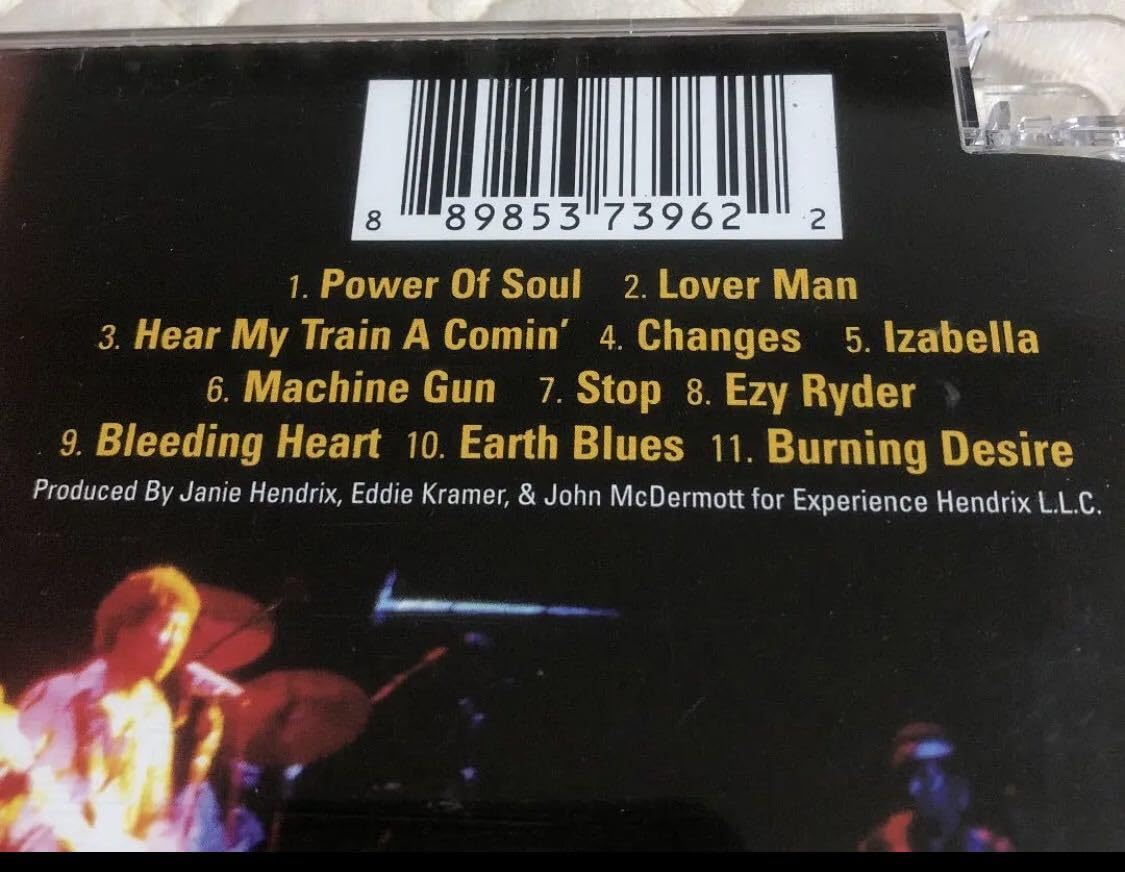 8 89853 73962 2
1. Power Of Soul 2. Lover Man
3. Hear My Train A Comin' 4. Changes 5. Izabella
6. Machine Gun 7. Stop 8. Ezy Ryder
9. Bleeding Heart 10. Earth Blues 11. Burning Desire
Produced By Janie Hendrix, Eddie Kramer, & John McDermott for Experience Hendrix L.L.C.